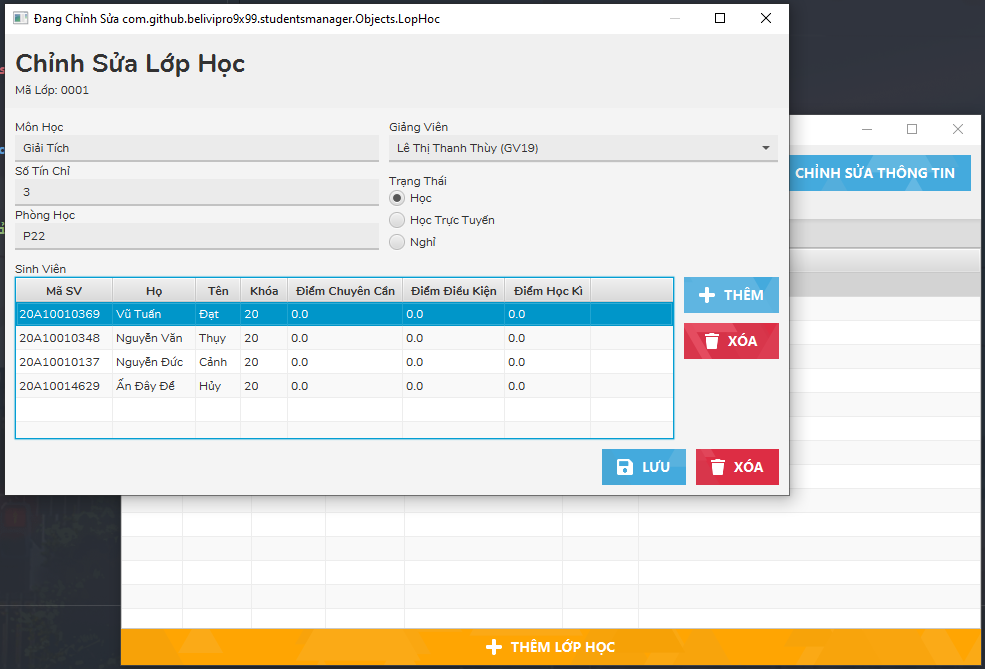 Đang Chỉnh Sửa com.github.belivipro9x99.studentsmanager.Objects.LopHoc
Chỉnh Sửa Lớp Học
Mã Lớp: 0001
Môn Học
Giải Tích
Số Tín Chỉ
3
Phòng Học
P22
Giảng Viên
Lê Thị Thanh Thùy (GV19)
Trạng Thái
Học
Học Trực Tuyến
Nghỉ
CHỈNH SỬA THÔNG TIN
Sinh Viên
Mã SV Họ Tên Khóa Điểm Chuyên Cần Điểm Điều Kiện Điểm Học Kì
20A10010369 Vũ Tuấn Đạt 20 0.0 0.0 0.0
20A10010348 Nguyễn Văn Thụy 20 0.0 0.0 0.0
20A10010137 Nguyễn Đức Cảnh 20 0.0 0.0 0.0
20A10014629 Ấn Đây Để Hủy 20 0.0 0.0 0.0
THÊM
XÓA
LƯU
XÓA
THÊM LỚP HỌC